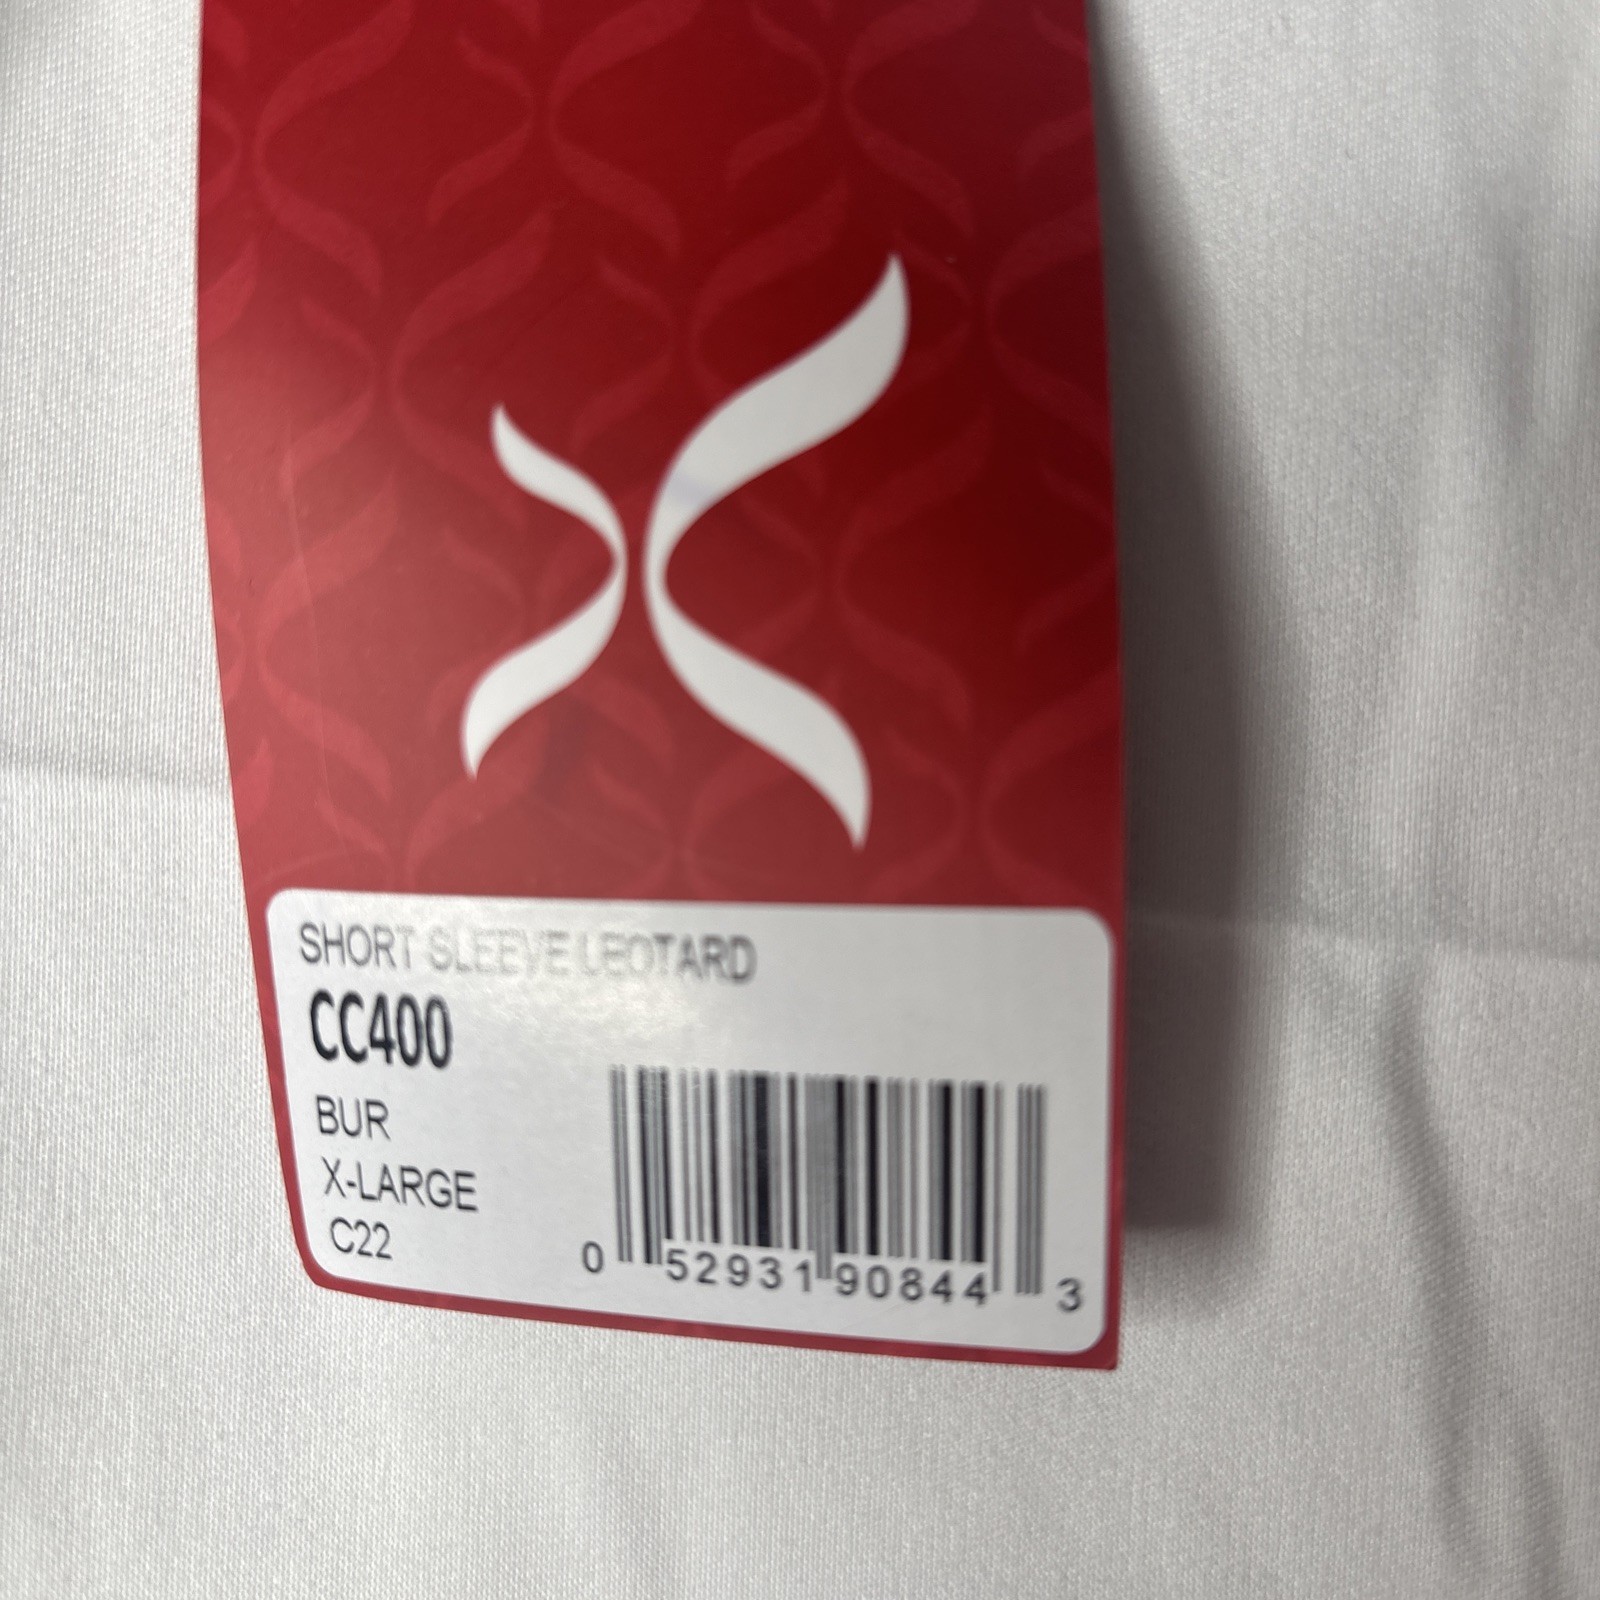 SHORT SLEEVE LEOTARD
CC400
BUR
X-LARGE
C22
0 52931 90844 3